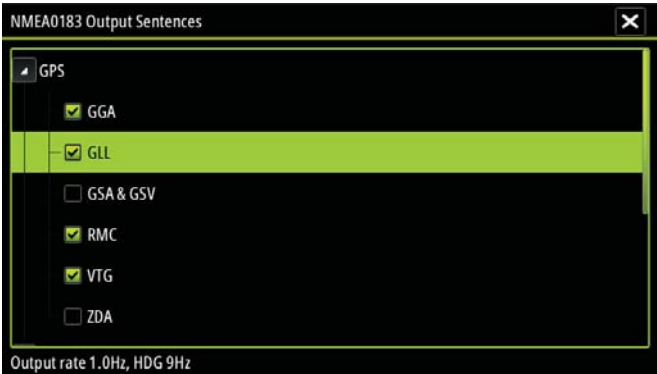 NMEA0183 Output Sentences
GPS
GGA
GLL
GSA & GSV
RMC
VTG
ZDA
Output rate 1.0Hz, HDG 9Hz